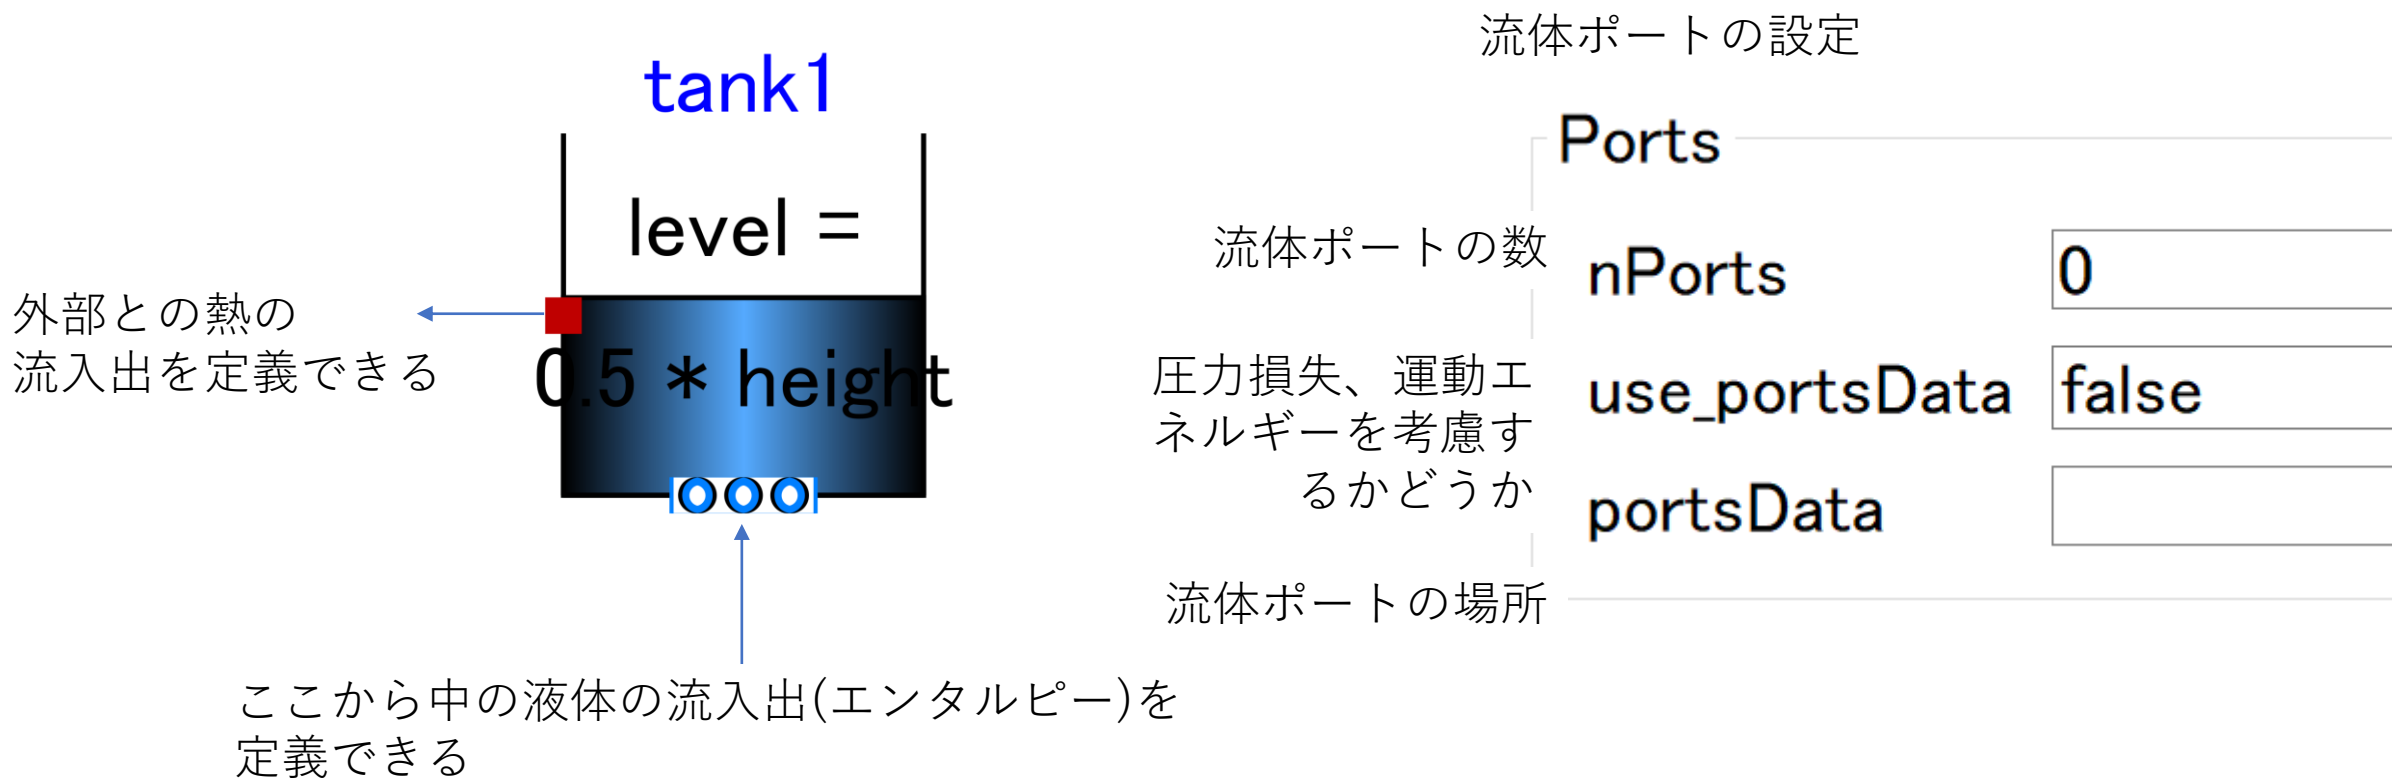 tank1
level =
0.5 * height
外部との熱の
流入出を定義できる
ここから中の液体の流入出(エンタルピー)を
定義できる
流体ポートの設定
Ports
流体ポートの数
nPorts
0
圧力損失、運動エ
ネルギーを考慮す
るかどうか
use_portsData
false
portsData
流体ポートの場所